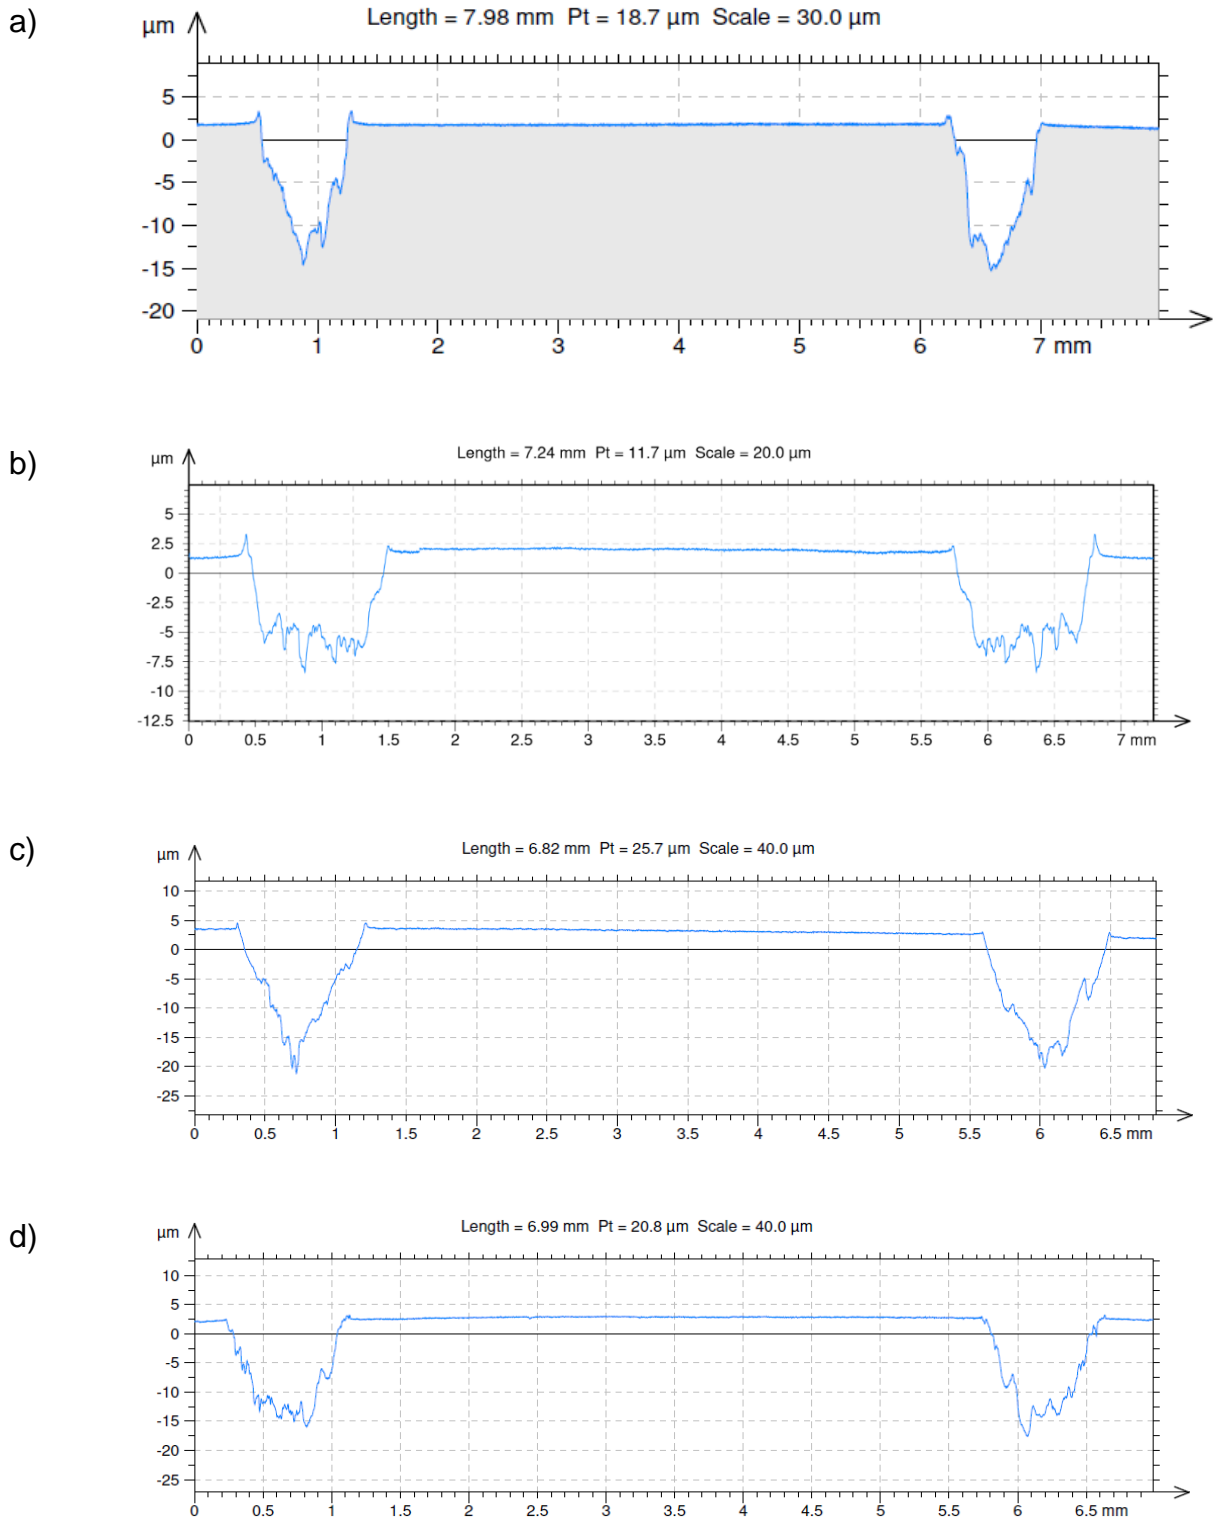 a)
Length = 7.98 mm  Pt = 18.7 µm  Scale = 30.0 µm
µm
5
0
-5
-10
-15
-20
0 1 2 3 4 5 6 7 mm
b)
Length = 7.24 mm  Pt = 11.7 µm  Scale = 20.0 µm
µm
5
2.5
0
-2.5
-5
-7.5
-10
-12.5
0 0.5 1 1.5 2 2.5 3 3.5 4 4.5 5 5.5 6 6.5 7 mm
c)
Length = 6.82 mm  Pt = 25.7 µm  Scale = 40.0 µm
µm
10
5
0
-5
-10
-15
-20
-25
0 0.5 1 1.5 2 2.5 3 3.5 4 4.5 5 5.5 6 6.5 mm
d)
Length = 6.99 mm  Pt = 20.8 µm  Scale = 40.0 µm
µm
10
5
0
-5
-10
-15
-20
-25
0 0.5 1 1.5 2 2.5 3 3.5 4 4.5 5 5.5 6 6.5 mm